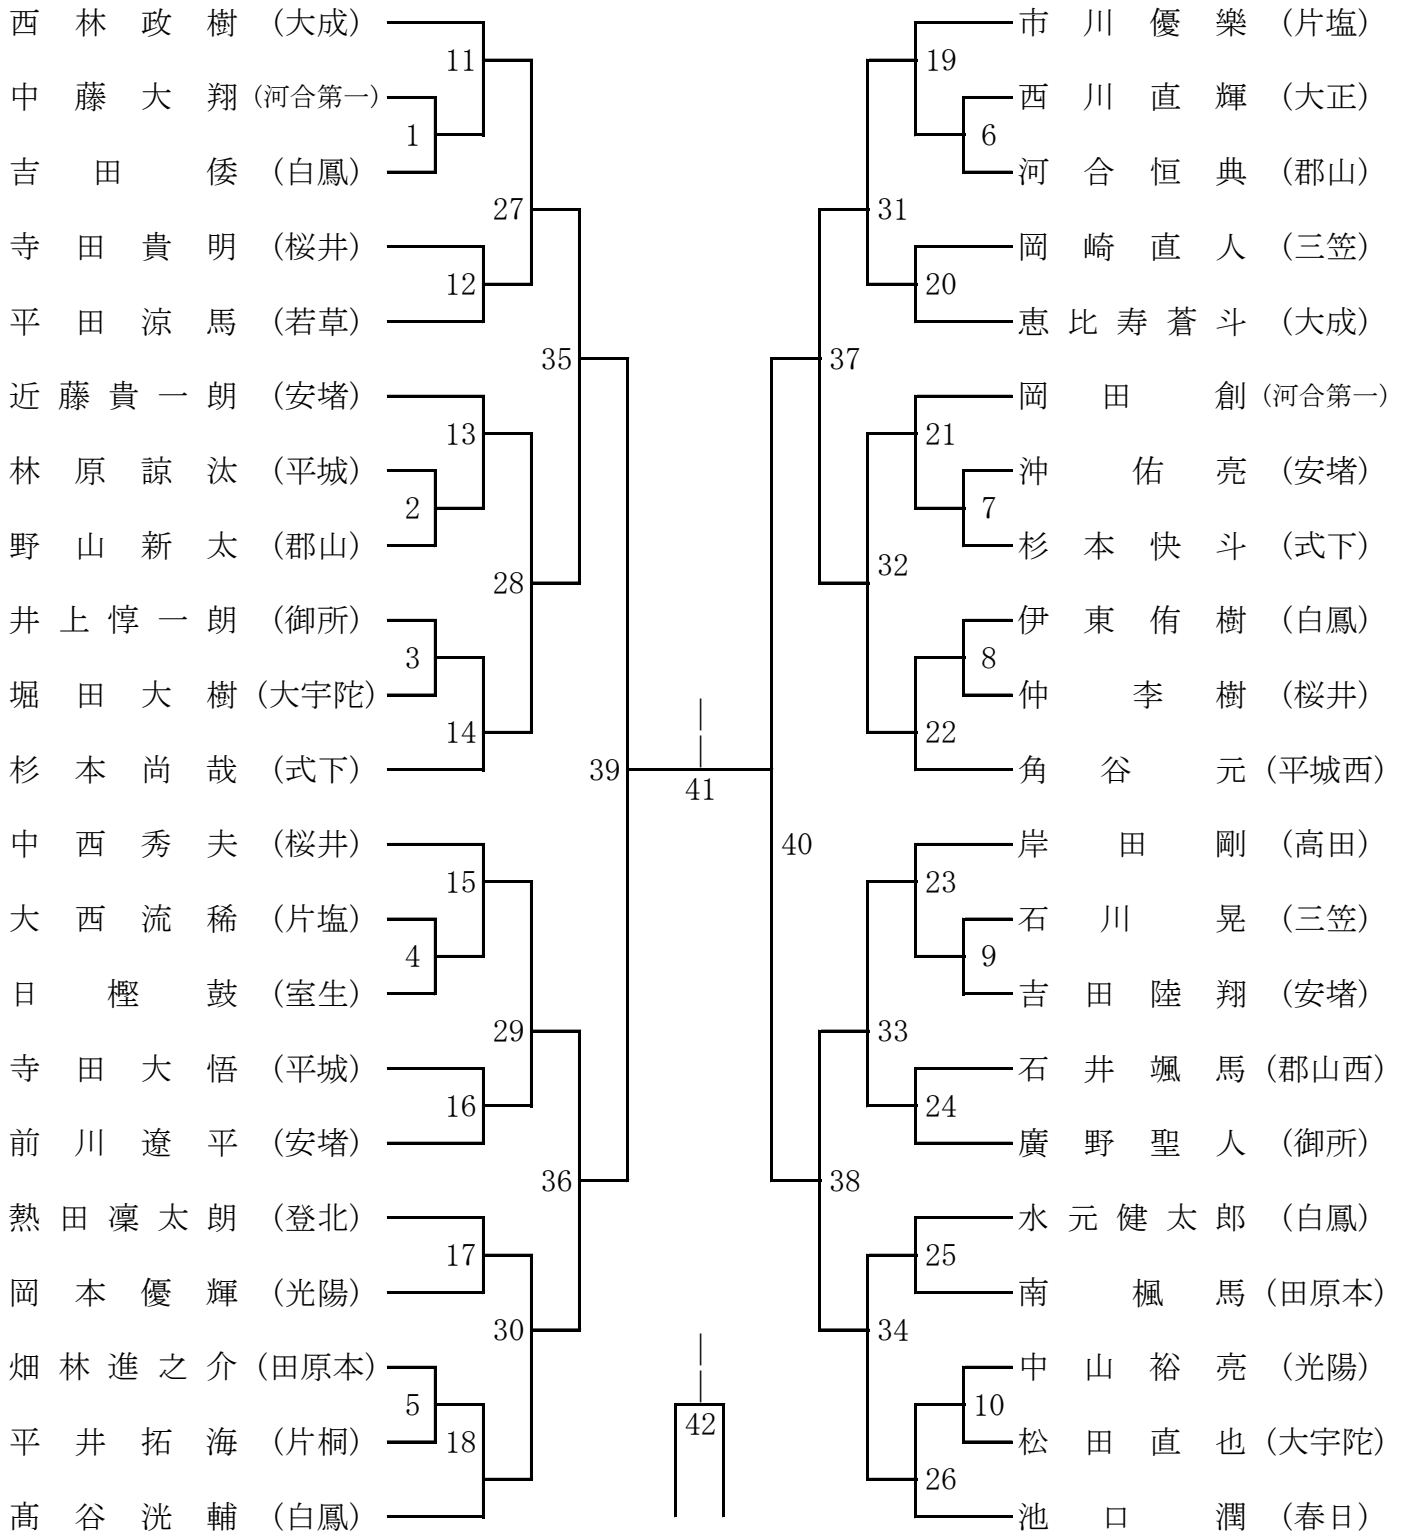 西林政樹 (大成)
中藤大翔 (河合第一)
吉田倭 (白鳳)
寺田貴明 (桜井)
平田涼馬 (若草)
近藤貴一朗 (安堵)
林原諒汰 (平城)
野山新太 (郡山)
井上惇一朗 (御所)
堀田大樹 (大宇陀)
杉本尚哉 (式下)
中西秀夫 (桜井)
大西流稀 (片塩)
日樫鼓 (室生)
寺田大悟 (平城)
前川遼平 (安堵)
熱田凜太朗 (登北)
岡本優輝 (光陽)
畑林進之介 (田原本)
平井拓海 (片桐)
髙谷洸輔 (白鳳)
11
1
27
12
35
13
2
28
3
14
39
15
4
29
16
36
17
30
5
18
41
42
市川優樂 (片塩)
西川直輝 (大正)
河合恒典 (郡山)
岡崎直人 (三笠)
恵比寿蒼斗 (大成)
岡田創 (河合第一)
沖佑亮 (安堵)
杉本快斗 (式下)
伊東侑樹 (白鳳)
仲李樹 (桜井)
角谷元 (平城西)
岸田剛 (高田)
石川晃 (三笠)
吉田陸翔 (安堵)
石井颯馬 (郡山西)
廣野聖人 (御所)
水元健太郎 (白鳳)
南楓馬 (田原本)
中山裕亮 (光陽)
松田直也 (大宇陀)
池口潤 (春日)
19
6
31
20
37
21
7
32
8
22
40
23
9
33
24
38
25
34
10
26